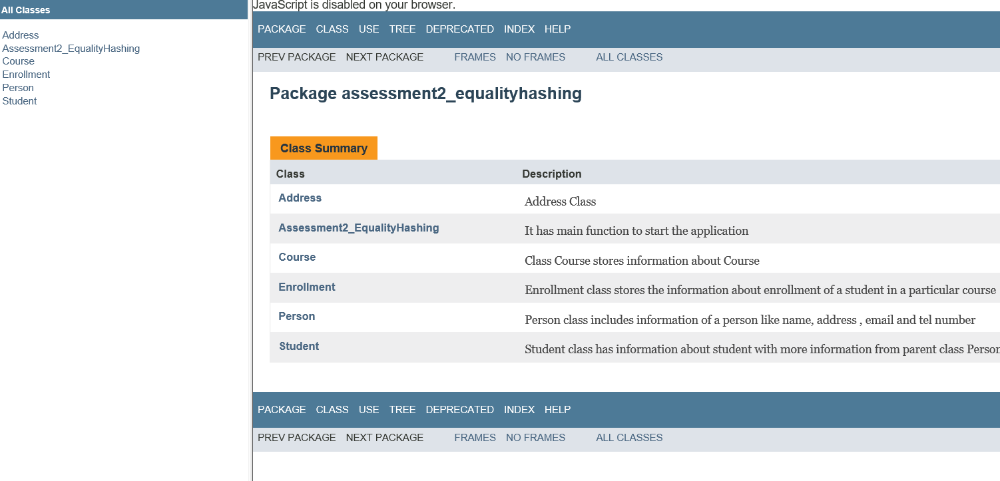 All Classes
Address
Assessment2_EqualityHashing
Course
Enrollment
Person
Student
JavaScript is disabled on your browser.
PACKAGE CLASS USE TREE DEPRECATED INDEX HELP
PREV PACKAGE NEXT PACKAGE FRAMES NO FRAMES ALL CLASSES
Package assessment2_equalityhashing
Class Summary
Class Description
Address Address Class
Assessment2_EqualityHashing It has main function to start the application
Course Class Course stores information about Course
Enrollment Enrollment class stores the information about enrollment of a student in a particular course
Person Person class includes information of a person like name, address , email and tel number
Student Student class has information about student with more information from parent class Person
PACKAGE CLASS USE TREE DEPRECATED INDEX HELP
PREV PACKAGE NEXT PACKAGE FRAMES NO FRAMES ALL CLASSES